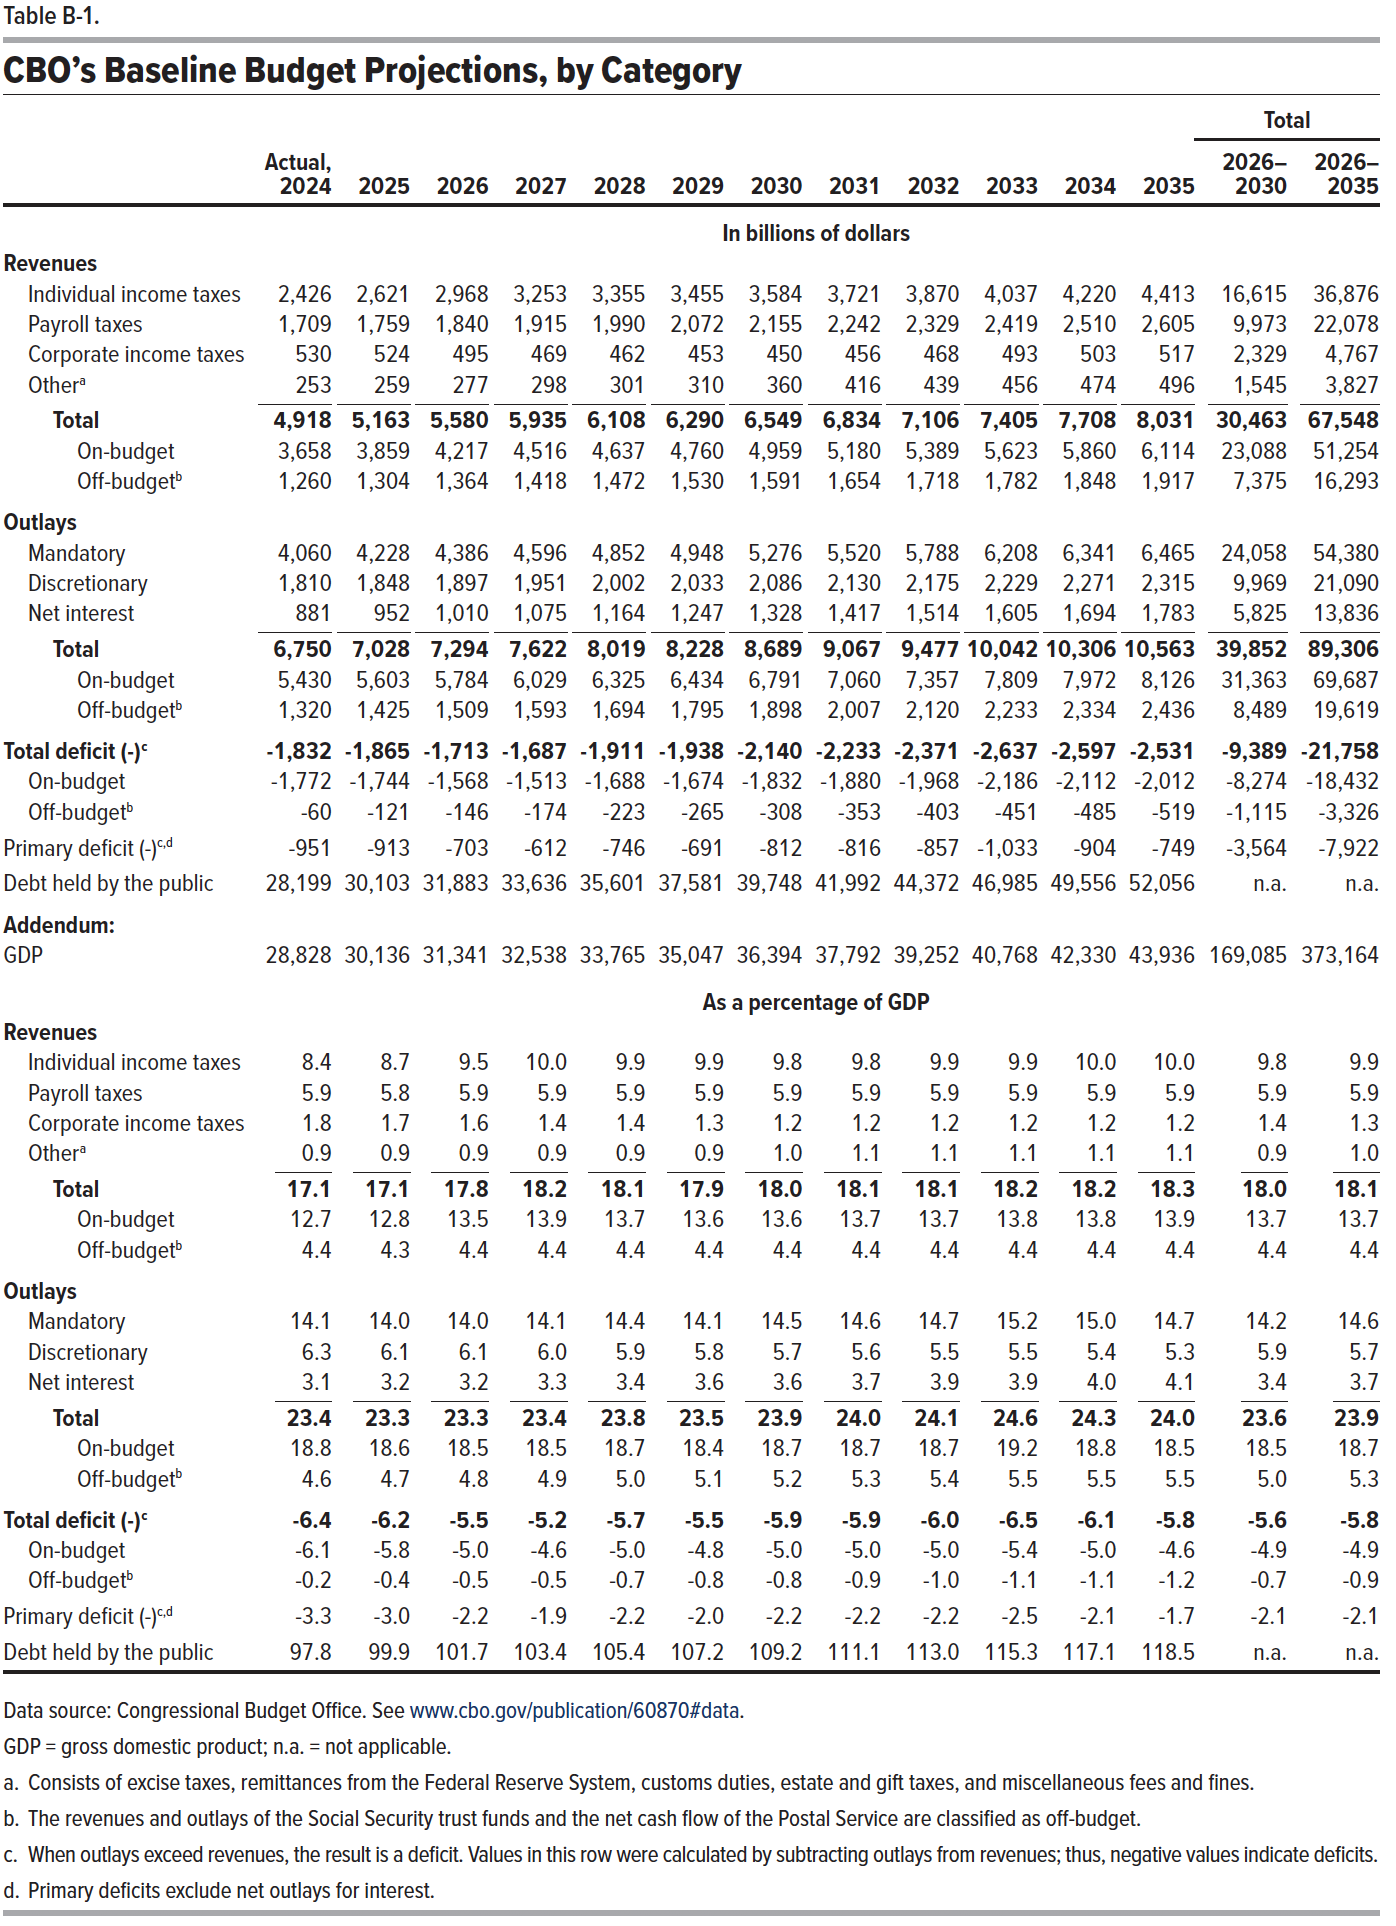 Table B-1.
CBO’s Baseline Budget Projections, by Category
Total
Actual, 2026– 2026–
2024 2025 2026 2027 2028 2029 2030 2031 2032 2033 2034 2035 2030 2035
In billions of dollars
Revenues
Individual income taxes 2,426 2,621 2,968 3,253 3,355 3,455 3,584 3,721 3,870 4,037 4,220 4,413 16,615 36,876
Payroll taxes 1,709 1,759 1,840 1,915 1,990 2,072 2,155 2,242 2,329 2,419 2,510 2,605 9,973 22,078
Corporate income taxes 530 524 495 469 462 453 450 456 468 493 503 517 2,329 4,767
Otherᵃ 253 259 277 298 301 310 360 416 439 456 474 496 1,545 3,827
Total 4,918 5,163 5,580 5,935 6,108 6,290 6,549 6,834 7,106 7,405 7,708 8,031 30,463 67,548
On-budget 3,658 3,859 4,217 4,516 4,637 4,760 4,959 5,180 5,389 5,623 5,860 6,114 23,088 51,254
Off-budgetᵇ 1,260 1,304 1,364 1,418 1,472 1,530 1,591 1,654 1,718 1,782 1,848 1,917 7,375 16,293
Outlays
Mandatory 4,060 4,228 4,386 4,596 4,852 4,948 5,276 5,520 5,788 6,208 6,341 6,465 24,058 54,380
Discretionary 1,810 1,848 1,897 1,951 2,002 2,033 2,086 2,130 2,175 2,229 2,271 2,315 9,969 21,090
Net interest 881 952 1,010 1,075 1,164 1,247 1,328 1,417 1,514 1,605 1,694 1,783 5,825 13,836
Total 6,750 7,028 7,294 7,622 8,019 8,228 8,689 9,067 9,477 10,042 10,306 10,563 39,852 89,306
On-budget 5,430 5,603 5,784 6,029 6,325 6,434 6,791 7,060 7,357 7,809 7,972 8,126 31,363 69,687
Off-budgetᵇ 1,320 1,425 1,509 1,593 1,694 1,795 1,898 2,007 2,120 2,233 2,334 2,436 8,489 19,619
Total deficit (-)ᶜ -1,832 -1,865 -1,713 -1,687 -1,911 -1,938 -2,140 -2,233 -2,371 -2,637 -2,597 -2,531 -9,389 -21,758
On-budget -1,772 -1,744 -1,568 -1,513 -1,688 -1,674 -1,832 -1,880 -1,968 -2,186 -2,112 -2,012 -8,274 -18,432
Off-budgetᵇ -60 -121 -146 -174 -223 -265 -308 -353 -403 -451 -485 -519 -1,115 -3,326
Primary deficit (-)ᶜ,ᵈ -951 -913 -703 -612 -746 -691 -812 -816 -857 -1,033 -904 -749 -3,564 -7,922
Debt held by the public 28,199 30,103 31,883 33,636 35,601 37,581 39,748 41,992 44,372 46,985 49,556 52,056 n.a. n.a.
Addendum:
GDP 28,828 30,136 31,341 32,538 33,765 35,047 36,394 37,792 39,252 40,768 42,330 43,936 169,085 373,164
As a percentage of GDP
Revenues
Individual income taxes 8.4 8.7 9.5 10.0 9.9 9.9 9.8 9.8 9.9 9.9 10.0 10.0 9.8 9.9
Payroll taxes 5.9 5.8 5.9 5.9 5.9 5.9 5.9 5.9 5.9 5.9 5.9 5.9 5.9 5.9
Corporate income taxes 1.8 1.7 1.6 1.4 1.4 1.3 1.2 1.2 1.2 1.2 1.2 1.2 1.4 1.3
Otherᵃ 0.9 0.9 0.9 0.9 0.9 0.9 1.0 1.1 1.1 1.1 1.1 1.1 0.9 1.0
Total 17.1 17.1 17.8 18.2 18.1 17.9 18.0 18.1 18.1 18.2 18.2 18.3 18.0 18.1
On-budget 12.7 12.8 13.5 13.9 13.7 13.6 13.6 13.7 13.7 13.8 13.8 13.9 13.7 13.7
Off-budgetᵇ 4.4 4.3 4.4 4.4 4.4 4.4 4.4 4.4 4.4 4.4 4.4 4.4 4.4 4.4
Outlays
Mandatory 14.1 14.0 14.0 14.1 14.4 14.1 14.5 14.6 14.7 15.2 15.0 14.7 14.2 14.6
Discretionary 6.3 6.1 6.1 6.0 5.9 5.8 5.7 5.6 5.5 5.5 5.4 5.3 5.9 5.7
Net interest 3.1 3.2 3.2 3.3 3.4 3.6 3.6 3.7 3.9 3.9 4.0 4.1 3.4 3.7
Total 23.4 23.3 23.3 23.4 23.8 23.5 23.9 24.0 24.1 24.6 24.3 24.0 23.6 23.9
On-budget 18.8 18.6 18.5 18.5 18.7 18.4 18.7 18.7 18.7 19.2 18.8 18.5 18.5 18.7
Off-budgetᵇ 4.6 4.7 4.8 4.9 5.0 5.1 5.2 5.3 5.4 5.5 5.5 5.5 5.0 5.3
Total deficit (-)ᶜ -6.4 -6.2 -5.5 -5.2 -5.7 -5.5 -5.9 -5.9 -6.0 -6.5 -6.1 -5.8 -5.6 -5.8
On-budget -6.1 -5.8 -5.0 -4.6 -5.0 -4.8 -5.0 -5.0 -5.0 -5.4 -5.0 -4.6 -4.9 -4.9
Off-budgetᵇ -0.2 -0.4 -0.5 -0.5 -0.7 -0.8 -0.8 -0.9 -1.0 -1.1 -1.1 -1.2 -0.7 -0.9
Primary deficit (-)ᶜ,ᵈ -3.3 -3.0 -2.2 -1.9 -2.2 -2.0 -2.2 -2.2 -2.2 -2.5 -2.1 -1.7 -2.1 -2.1
Debt held by the public 97.8 99.9 101.7 103.4 105.4 107.2 109.2 111.1 113.0 115.3 117.1 118.5 n.a. n.a.
Data source: Congressional Budget Office. See www.cbo.gov/publication/60870#data.
GDP = gross domestic product; n.a. = not applicable.
a. Consists of excise taxes, remittances from the Federal Reserve System, customs duties, estate and gift taxes, and miscellaneous fees and fines.
b. The revenues and outlays of the Social Security trust funds and the net cash flow of the Postal Service are classified as off-budget.
c. When outlays exceed revenues, the result is a deficit. Values in this row were calculated by subtracting outlays from revenues; thus, negative values indicate deficits.
d. Primary deficits exclude net outlays for interest.